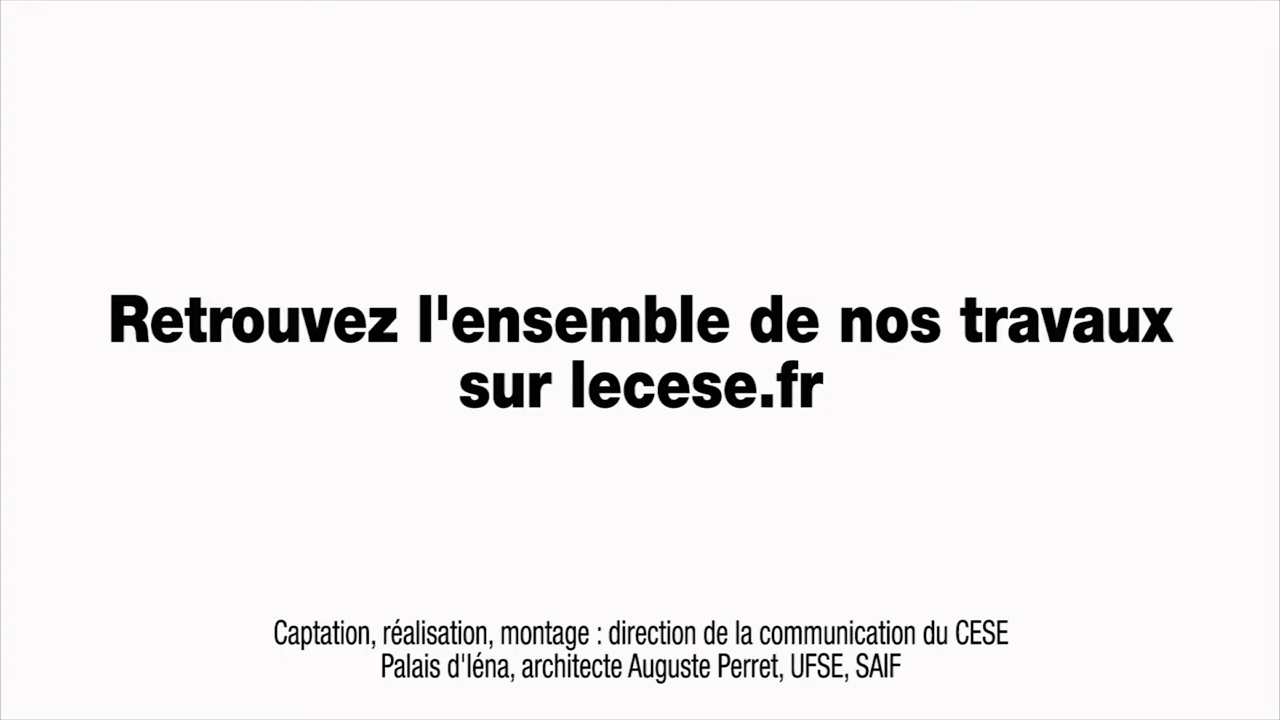 Retrouvez l'ensemble de nos travaux
sur lecese.fr
Captation, réalisation, montage : direction de la communication du CESE
Palais d'Iéna, architecte Auguste Perret, UFSE, SAIF